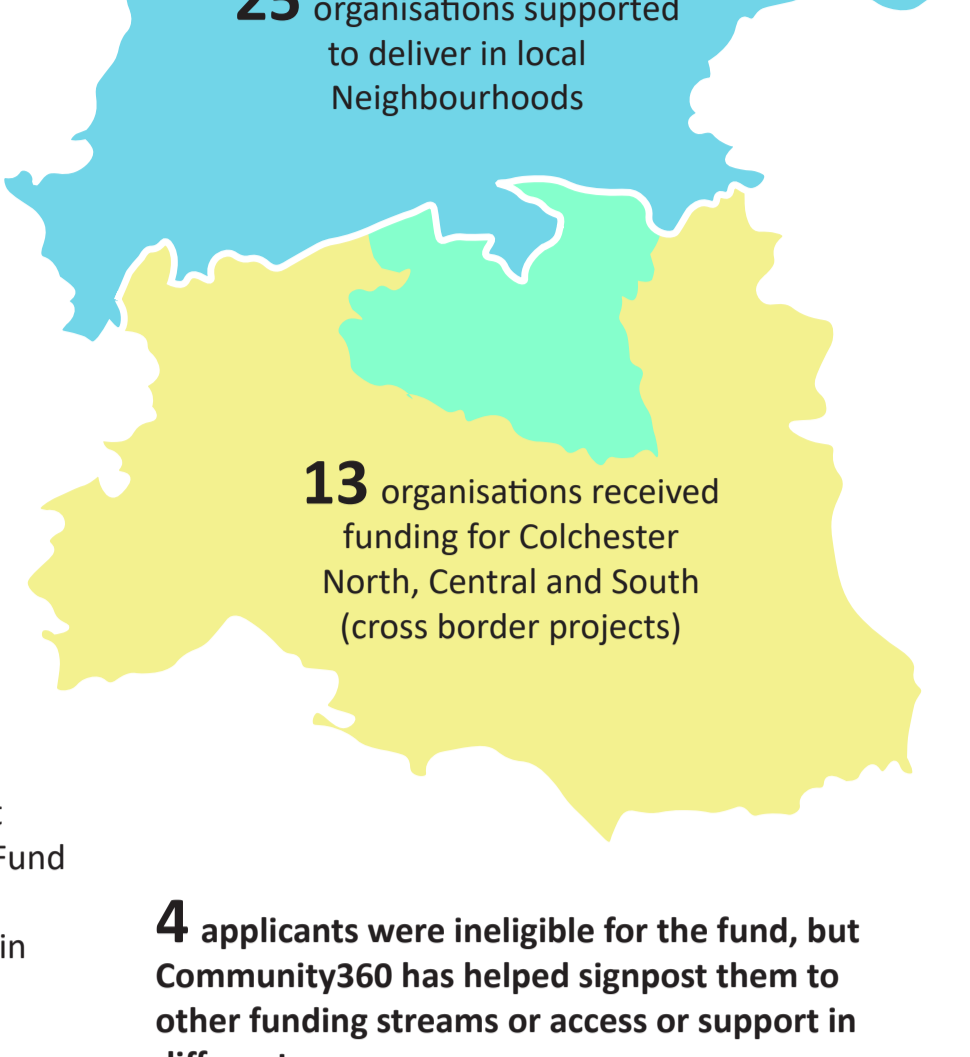 25 organisations supported
to deliver in local
Neighbourhoods
13 organisations received
funding for Colchester
North, Central and South
(cross border projects)
Fund
in
4 applicants were ineligible for the fund, but
Community360 has helped signpost them to
other funding streams or access or support in